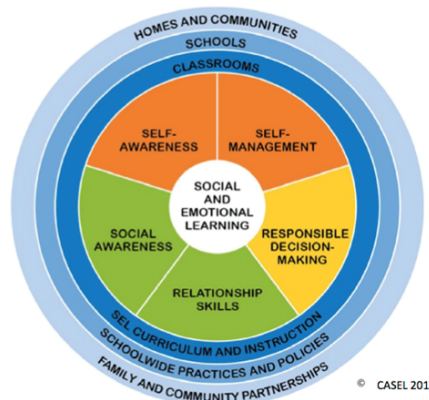 HOMES AND COMMUNITIES
SCHOOLS
CLASSROOMS
SELF-
AWARENESS
SELF-
MANAGEMENT
SOCIAL
AND
EMOTIONAL
LEARNING
SOCIAL
AWARENESS
RESPONSIBLE
DECISION-
MAKING
RELATIONSHIP
SKILLS
SEL CURRICULUM AND INSTRUCTION
SCHOOLWIDE PRACTICES AND POLICIES
FAMILY AND COMMUNITY PARTNERSHIPS
© CASEL 201